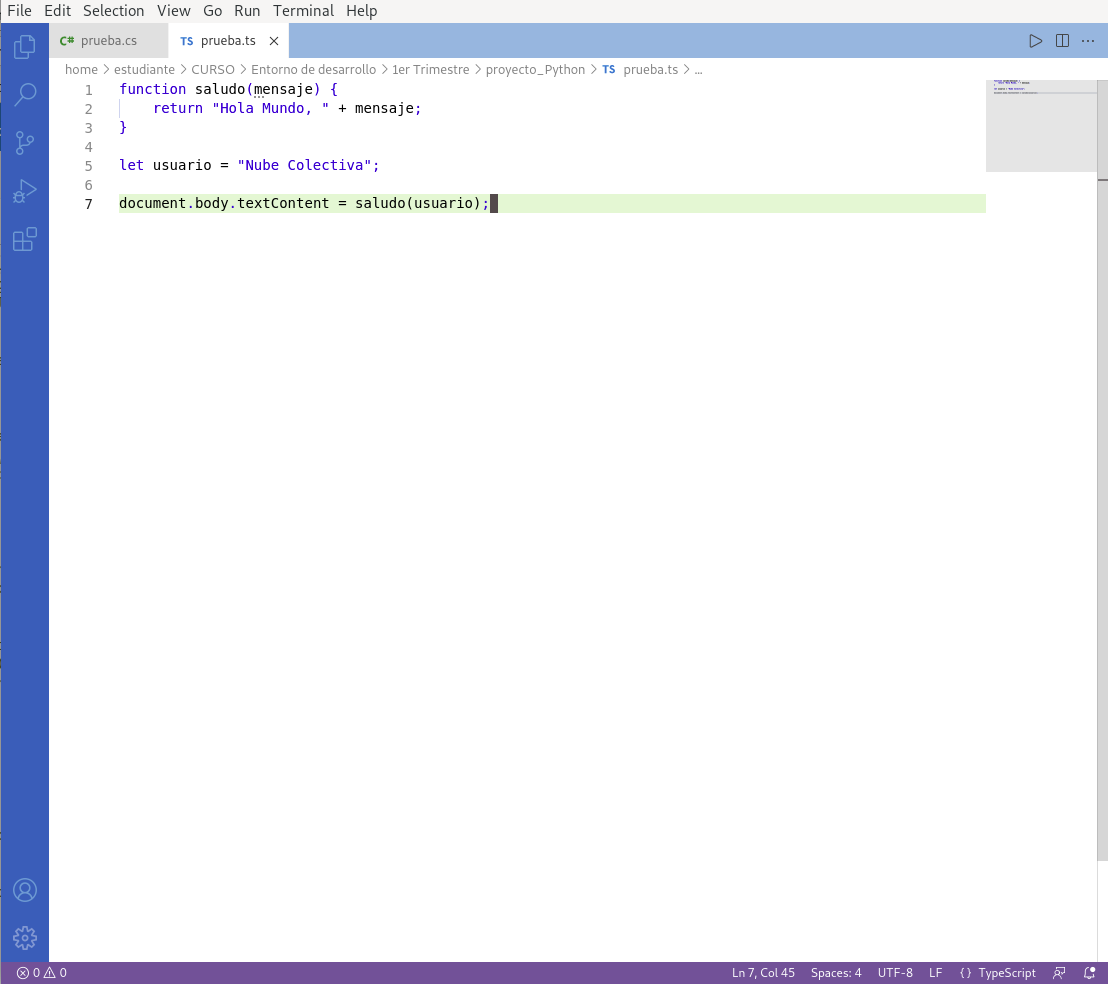 File Edit Selection View Go Run Terminal Help
C# prueba.cs TS prueba.ts
home > estudiante > CURSO > Entorno de desarrollo > 1er Trimestre > proyecto_Python > TS prueba.ts > ...
1 function saludo(mensaje) {
2     return "Hola Mundo, " + mensaje;
3 }
4
5 let usuario = "Nube Colectiva";
6
7 document.body.textContent = saludo(usuario);
0 0 Ln 7, Col 45 Spaces: 4 UTF-8 LF {} TypeScript